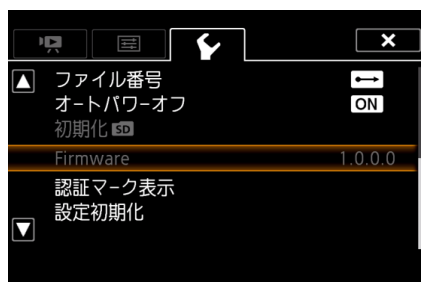 ファイル番号
オートパワーオフ ON
初期化 SD
Firmware 1.0.0.0
認証マーク表示
設定初期化